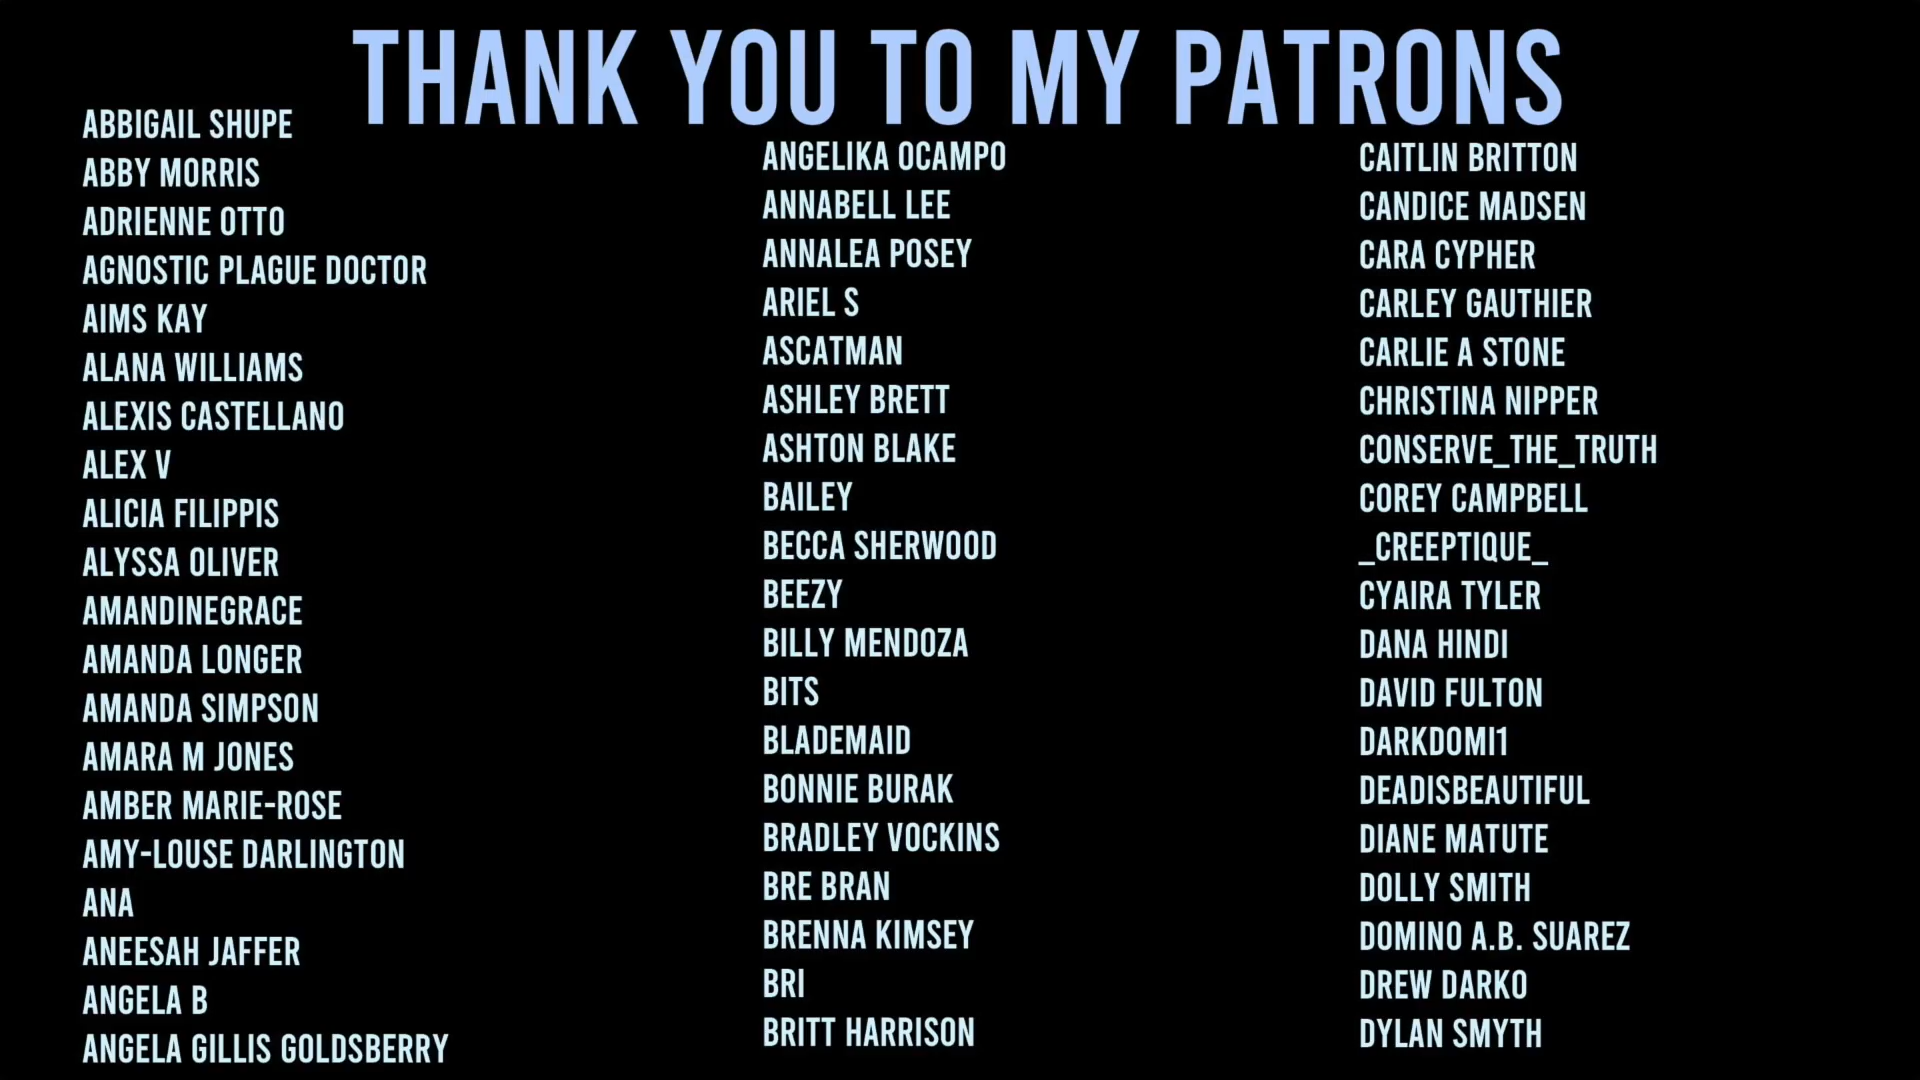 THANK YOU TO MY PATRONS
ABBIGAIL SHUPE
ABBY MORRIS
ADRIENNE OTTO
AGNOSTIC PLAGUE DOCTOR
AIMS KAY
ALANA WILLIAMS
ALEXIS CASTELLANO
ALEX V
ALICIA FILIPPIS
ALYSSA OLIVER
AMANDINEGRACE
AMANDA LONGER
AMANDA SIMPSON
AMARA M JONES
AMBER MARIE-ROSE
AMY-LOUSE DARLINGTON
ANA
ANEESAH JAFFER
ANGELA B
ANGELA GILLIS GOLDSBERRY
ANGELIKA OCAMPO
ANNABELL LEE
ANNALEA POSEY
ARIEL S
ASCATMAN
ASHLEY BRETT
ASHTON BLAKE
BAILEY
BECCA SHERWOOD
BEEZY
BILLY MENDOZA
BITS
BLADEMAID
BONNIE BURAK
BRADLEY VOCKINS
BRE BRAN
BRENNA KIMSEY
BRI
BRITT HARRISON
CAITLIN BRITTON
CANDICE MADSEN
CARA CYPHER
CARLEY GAUTHIER
CARLIE A STONE
CHRISTINA NIPPER
CONSERVE_THE_TRUTH
COREY CAMPBELL
_CREEPTIQUE_
CYAIRA TYLER
DANA HINDI
DAVID FULTON
DARKDOMI1
DEADISBEAUTIFUL
DIANE MATUTE
DOLLY SMITH
DOMINO A.B. SUAREZ
DREW DARKO
DYLAN SMYTH